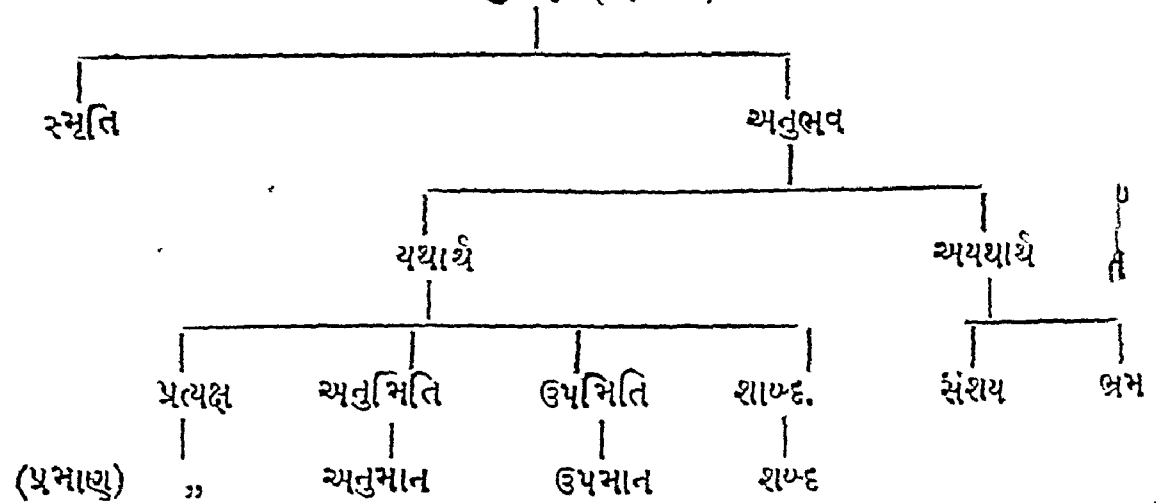 સ્મૃતિ અનુભવ
યથાર્થ અયથાર્થ
પ્રત્યક્ષ અનુમિતિ ઉપમિતિ શાબ્દ. સંશય ભ્રમ
(પ્રમાણ) ,, અનુમાન ઉપમાન શબ્દ